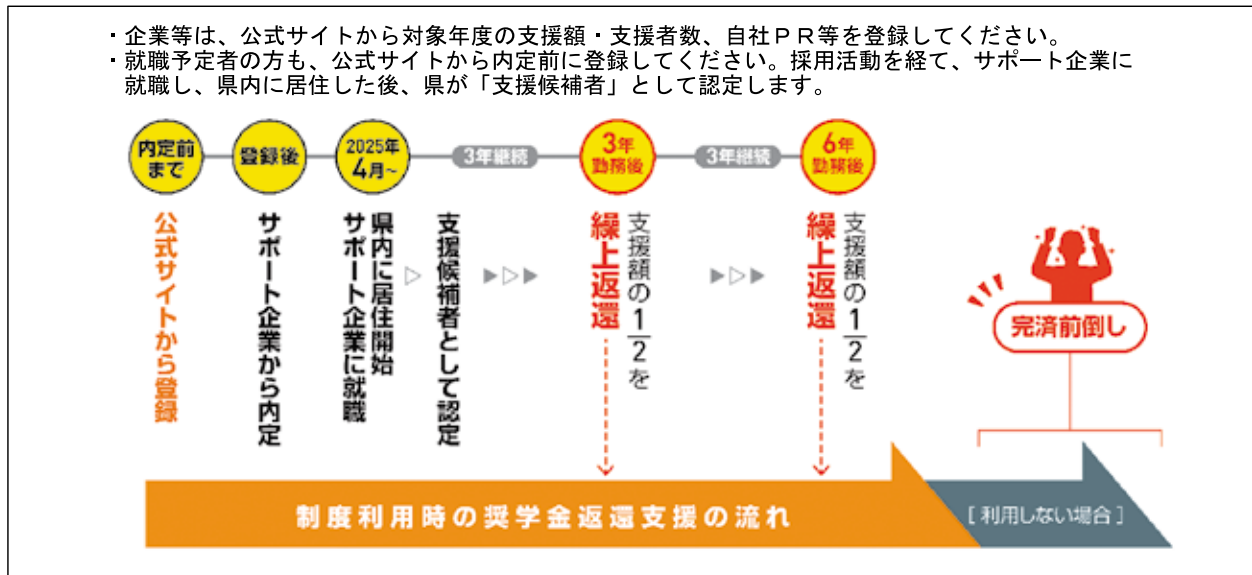 ・企業等は、公式サイトから対象年度の支援額・支援者数、自社ＰＲ等を登録してください。
・就職予定者の方も、公式サイトから内定前に登録してください。採用活動を経て、サポート企業に
就職し、県内に居住した後、県が「支援候補者」として認定します。
内定前
まで
登録後
2025年
4月~
3年継続
3年
勤務後
3年継続
6年
勤務後
公式サイトから登録
サポート企業から内定
県内に居住開始
サポート企業に就職
▷
支援候補者として認定
▶▷▶
支援額の1/2を
繰上返還
▶▷▶
支援額の1/2を
繰上返還
完済前倒し
制度利用時の奨学金返還支援の流れ
［利用しない場合］